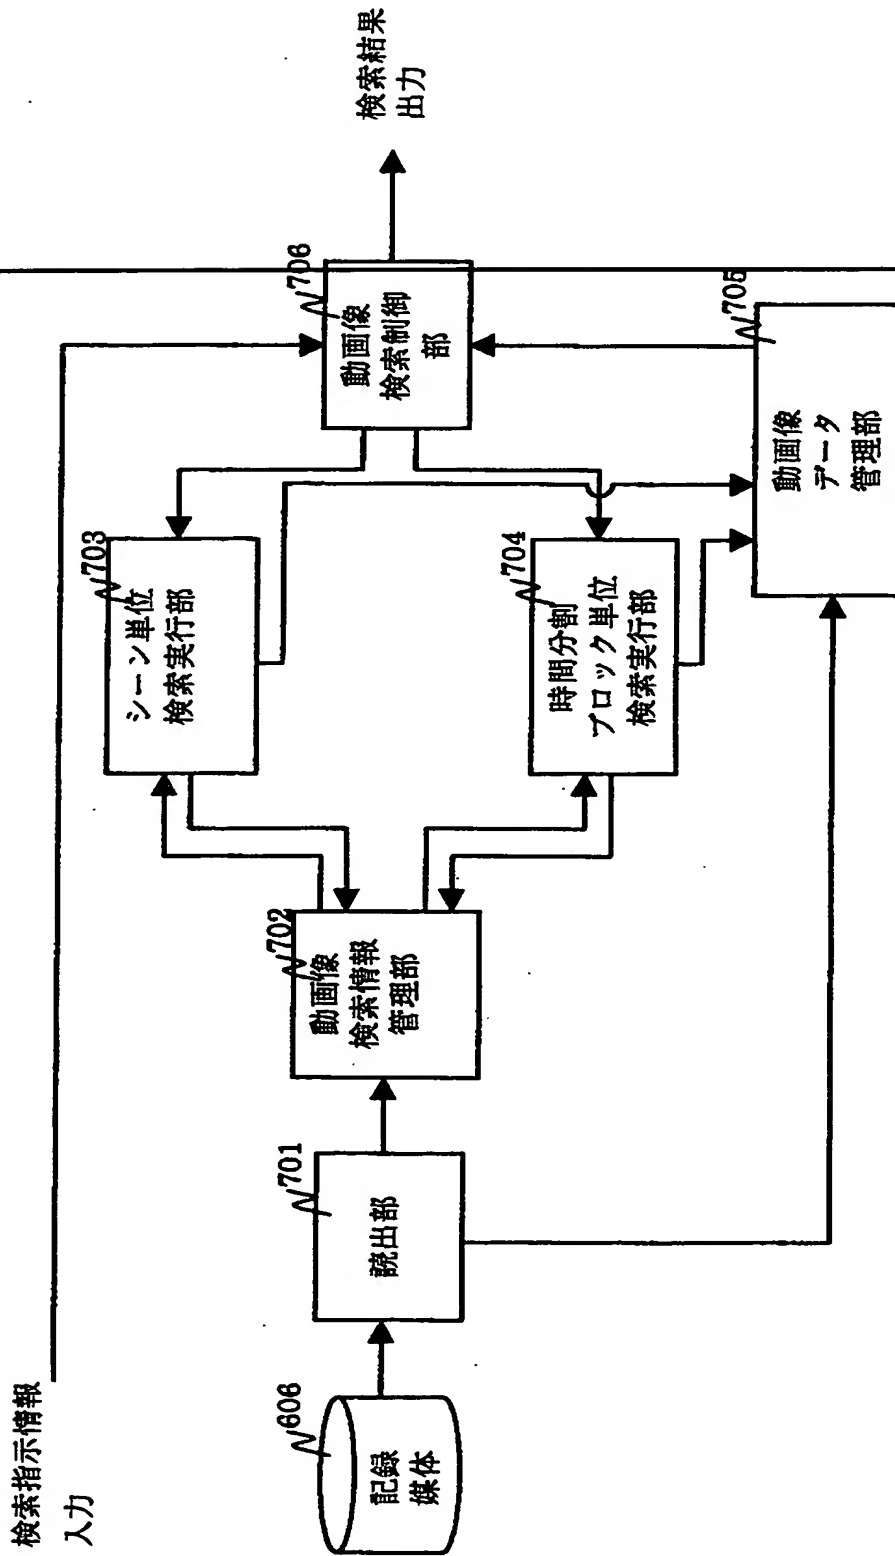 検索指示情報
入力
606
記録
媒体
701
読出部
702
動画像
検索情報
管理部
703
シーン単位
検索実行部
704
時間分割
ブロック単位
検索実行部
705
動画像
データ
管理部
706
動画像
検索制御
部
検索結果
出力